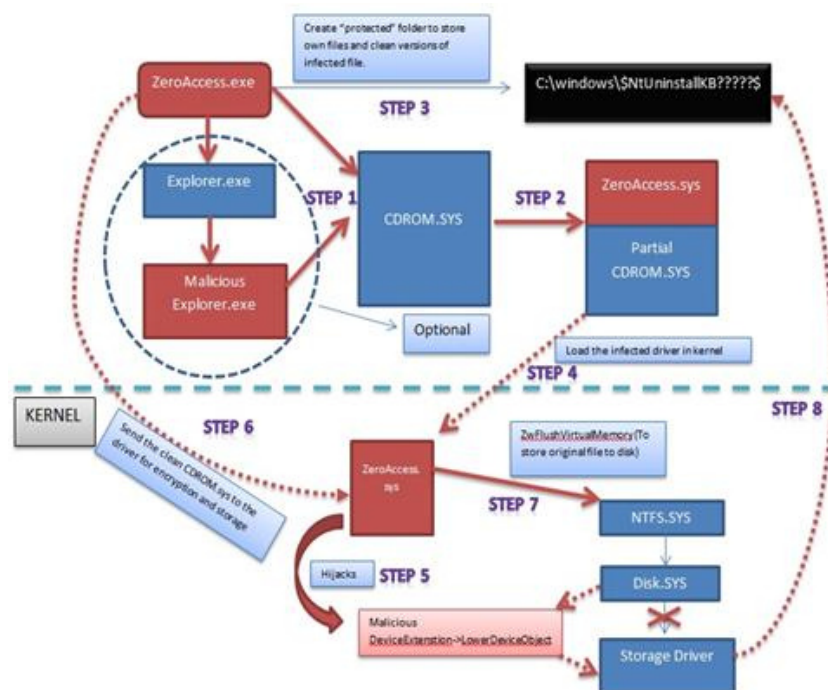 Create "protected" folder to store
own files and clean versions of
infected file.
ZeroAccess.exe
STEP 3
C:\windows\$NtUninstallKB?????$
Explorer.exe
STEP 1
CDROM.SYS
STEP 2
ZeroAccess.sys
Partial
CDROM.SYS
Malicious
Explorer.exe
Optional
Load the infected driver in kernel
STEP 4
KERNEL
STEP 6
STEP 8
Send the clean CDROM.sys to the
driver for encryption and storage
ZwFlushVirtualMemory(To
store original file to disk)
ZeroAccess.
sys
STEP 7
NTFS.SYS
Hijacks
STEP 5
Disk.SYS
Malicious
DeviceExtenstion->LowerDeviceObject
Storage Driver